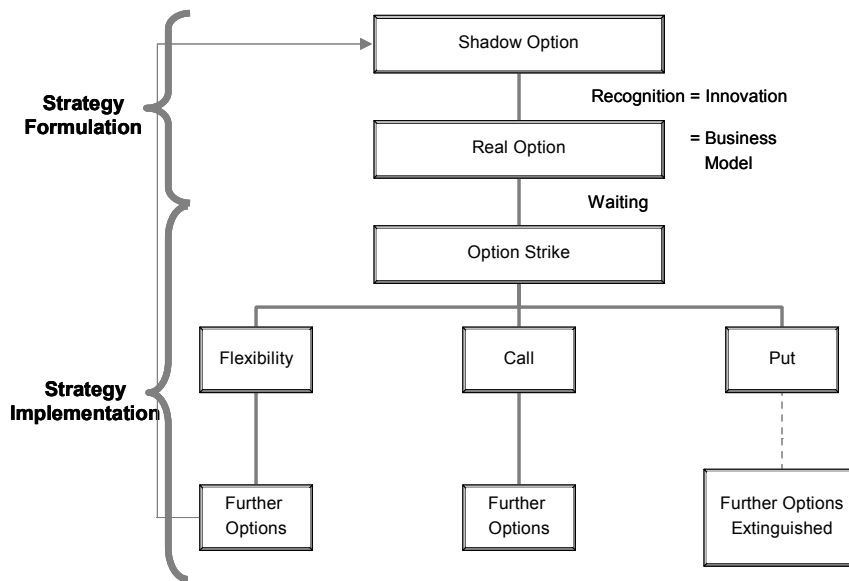 Shadow Option
Recognition = Innovation
Strategy
Formulation
Real Option
= Business
Model
Waiting
Option Strike
Flexibility
Call
Put
Strategy
Implementation
Further
Options
Further
Options
Further Options
Extinguished